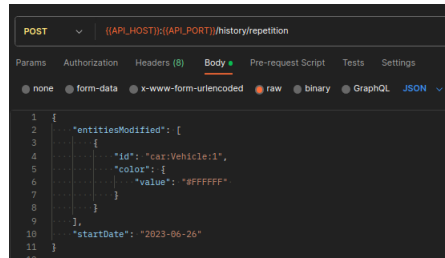 POST {{API_HOST}}:{{API_PORT}}/history/repetition
Params Authorization Headers (8) Body Pre-request Script Tests Settings
none form-data x-www-form-urlencoded raw binary GraphQL JSON
1 {
2 "entitiesModified": [
3 {
4 "id": "car:Vehicle:1",
5 "color": {
6 "value": "#FFFFFF"
7 }
8 }
9 ],
10 "startDate": "2023-06-26"
11 }